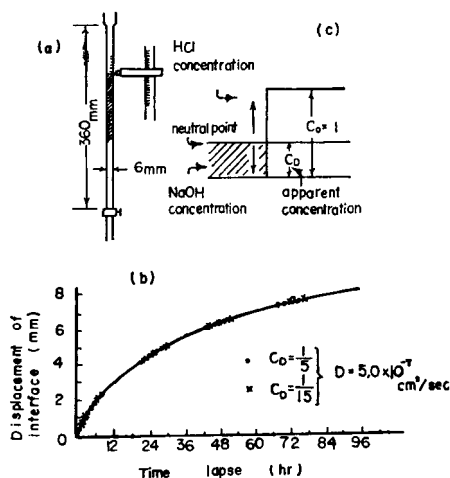 (a)
HCl
concentration
360mm
6mm
(c)
neutral point
NaOH
concentration
C₀=1
C_D
apparent
concentration
(b)
Displacement of
interface (mm)
8
6
4
2
0
C_D=1/5
C_D=1/15
D=5.0×10⁻⁷
cm²/sec
12 24 36 48 60 72 84 96
Time lapse (hr)